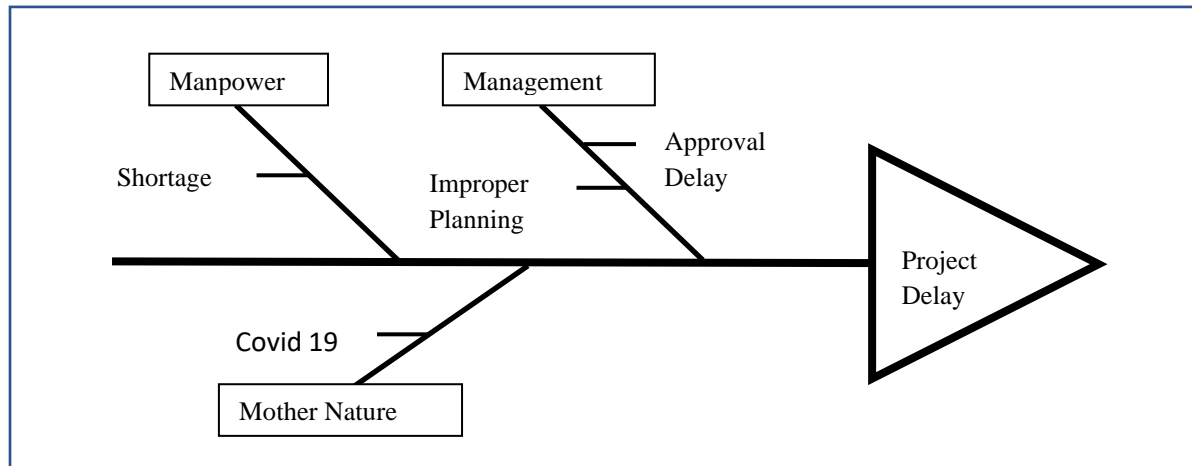 Manpower
Management
Shortage
Approval
Delay
Improper
Planning
Project
Delay
Covid 19
Mother Nature